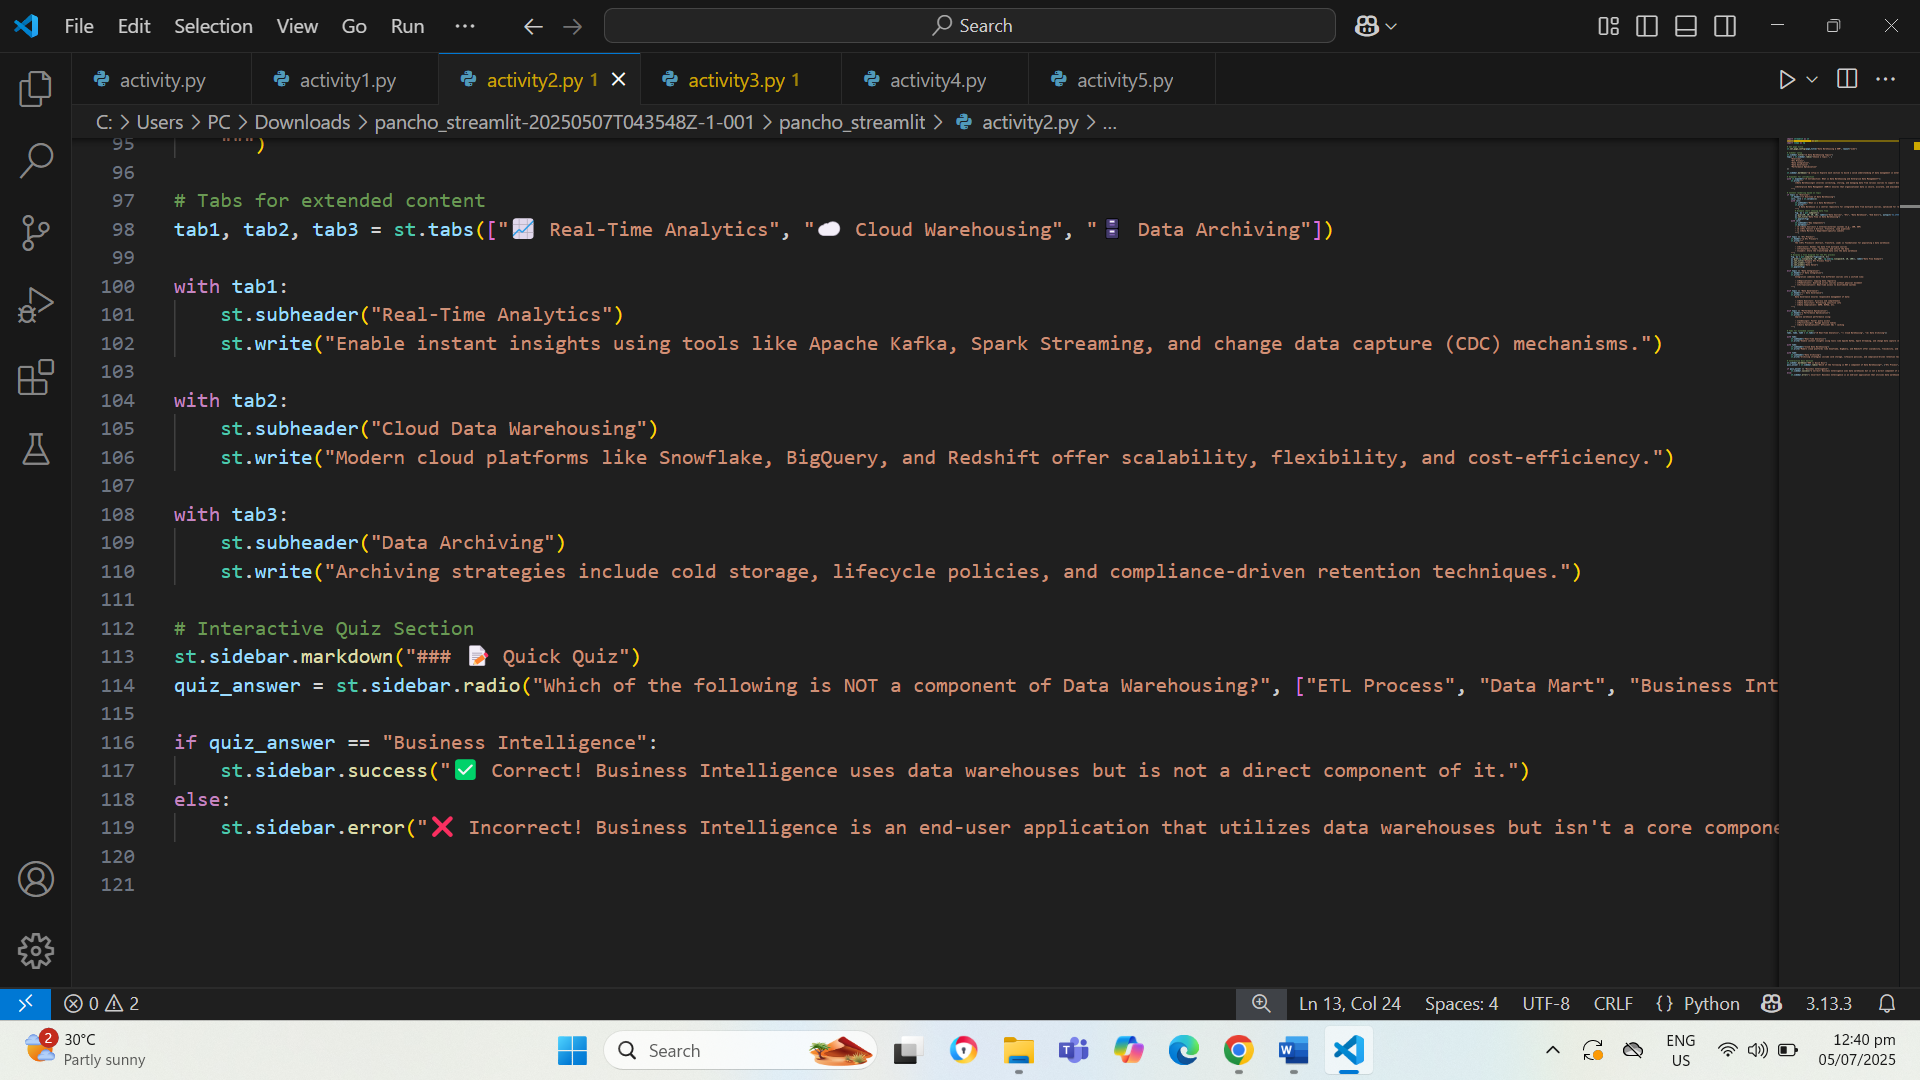 File Edit Selection View Go Run ··· Search
activity.py activity1.py activity2.py 1 activity3.py 1 activity4.py activity5.py
C: > Users > PC > Downloads > pancho_streamlit-20250507T043548Z-1-001 > pancho_streamlit > activity2.py > ...
95 """)
96
97 # Tabs for extended content
98 tab1, tab2, tab3 = st.tabs(["📈 Real-Time Analytics", "☁️ Cloud Warehousing", "🗄️ Data Archiving"])
99
100 with tab1:
101 st.subheader("Real-Time Analytics")
102 st.write("Enable instant insights using tools like Apache Kafka, Spark Streaming, and change data capture (CDC) mechanisms.")
103
104 with tab2:
105 st.subheader("Cloud Data Warehousing")
106 st.write("Modern cloud platforms like Snowflake, BigQuery, and Redshift offer scalability, flexibility, and cost-efficiency.")
107
108 with tab3:
109 st.subheader("Data Archiving")
110 st.write("Archiving strategies include cold storage, lifecycle policies, and compliance-driven retention techniques.")
111
112 # Interactive Quiz Section
113 st.sidebar.markdown("### 📝 Quick Quiz")
114 quiz_answer = st.sidebar.radio("Which of the following is NOT a component of Data Warehousing?", ["ETL Process", "Data Mart", "Business Int
115
116 if quiz_answer == "Business Intelligence":
117 st.sidebar.success("✅ Correct! Business Intelligence uses data warehouses but is not a direct component of it.")
118 else:
119 st.sidebar.error("❌ Incorrect! Business Intelligence is an end-user application that utilizes data warehouses but isn't a core compone
120
121
0 2 Ln 13, Col 24 Spaces: 4 UTF-8 CRLF {} Python 3.13.3
2 30°C
Partly sunny
Search
ENG
US
12:40 pm
05/07/2025